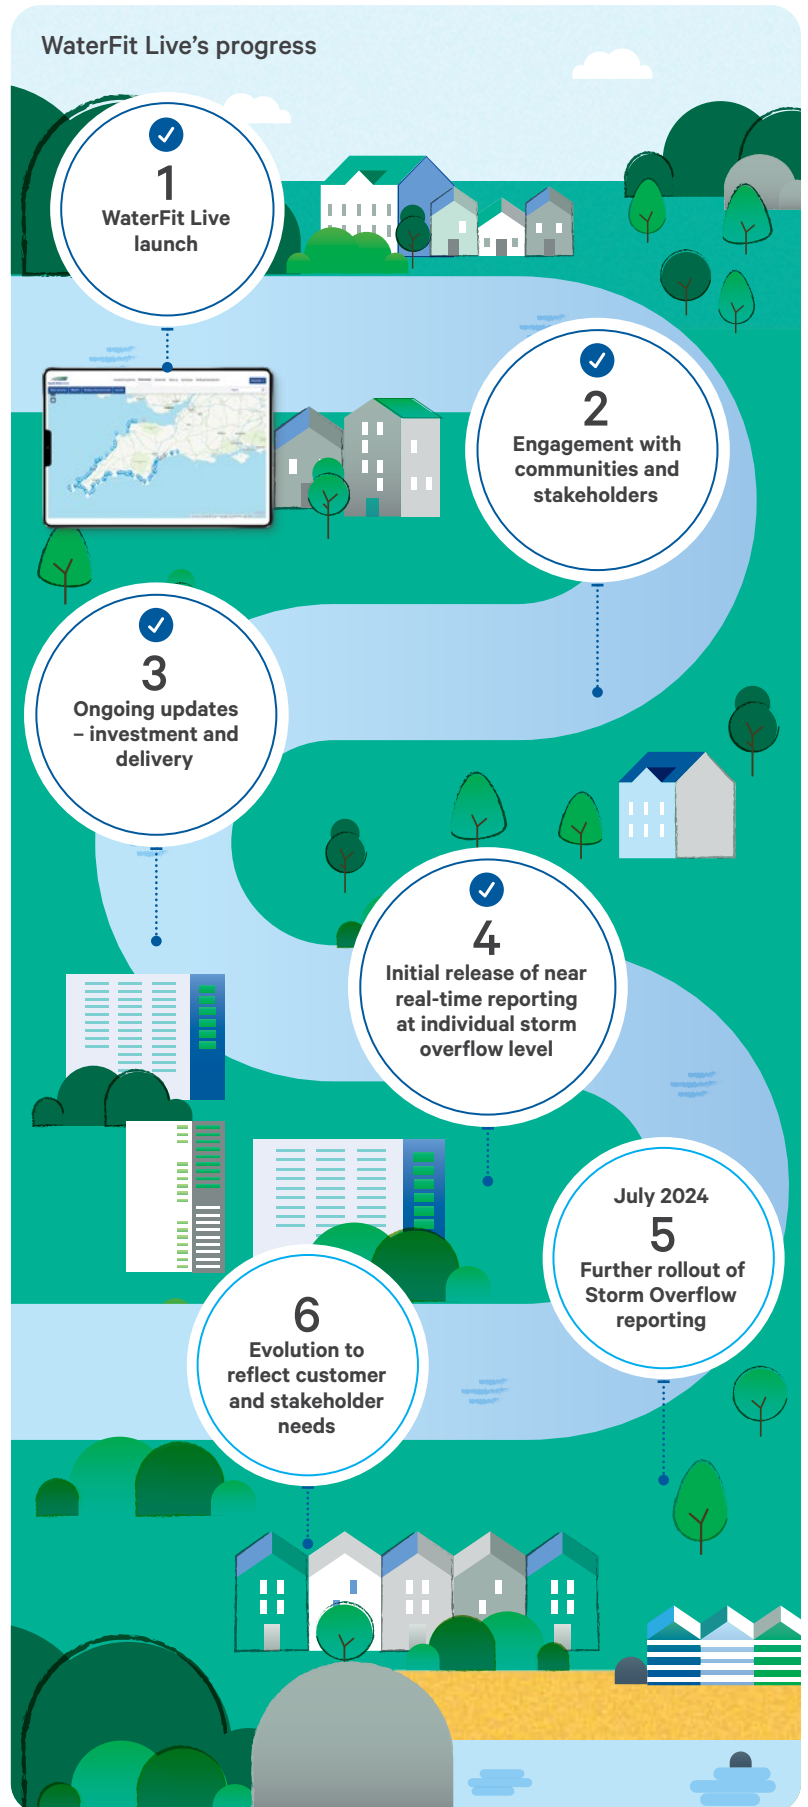 WaterFit Live’s progress
1
WaterFit Live
launch
2
Engagement with
communities and
stakeholders
3
Ongoing updates
– investment and
delivery
4
Initial release of near
real-time reporting
at individual storm
overflow level
July 2024
5
Further rollout of
Storm Overflow
reporting
6
Evolution to
reflect customer
and stakeholder
needs